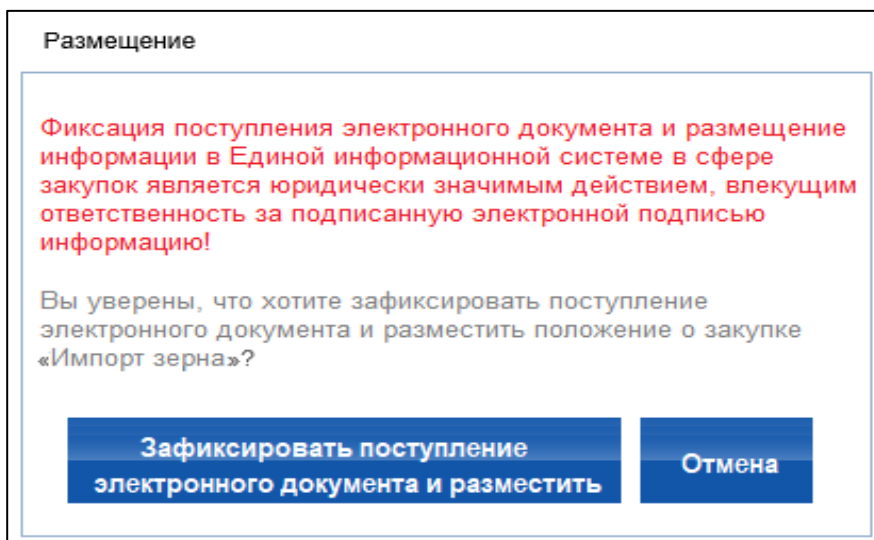 Размещение
Фиксация поступления электронного документа и размещение
информации в Единой информационной системе в сфере
закупок является юридически значимым действием, влекущим
ответственность за подписанную электронной подписью
информацию!
Вы уверены, что хотите зафиксировать поступление
электронного документа и разместить положение о закупке
«Импорт зерна»?
Зафиксировать поступление
электронного документа и разместить
Отмена